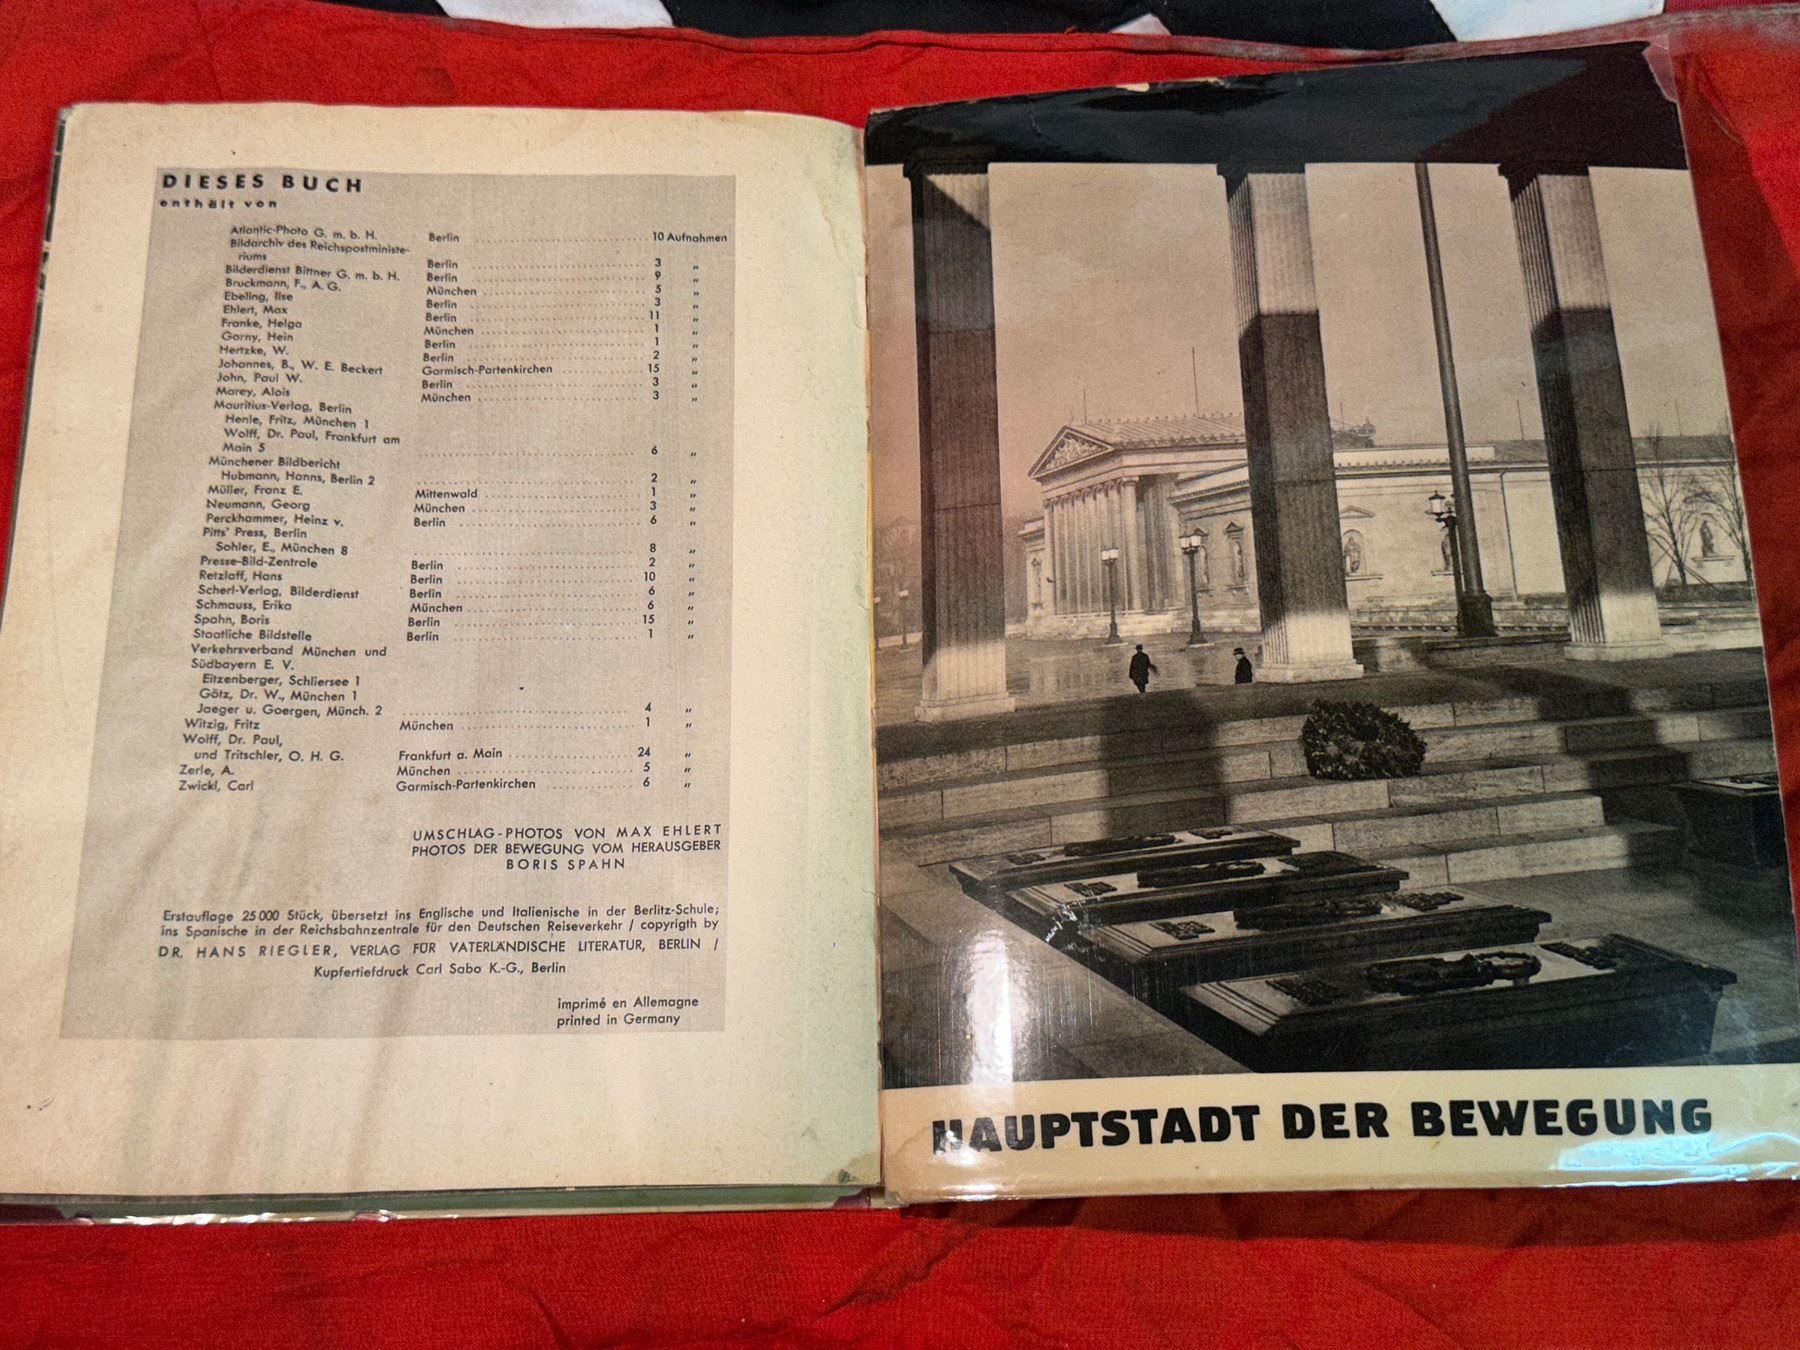 DIESES BUCH
enthält von
Atlantic-Photo G. m. b. H. Berlin 10 Aufnahmen
Bildarchiv des Reichspostministe-
riums Berlin 3 „
Bilderdienst Bittner G. m. b. H. Berlin 9 „
Bruckmann, F., A. G. München 5 „
Ebeling, Ilse Berlin 3 „
Ehlert, Max Berlin 11 „
Franke, Helga München 1 „
Gorny, Hein Berlin 1 „
Hertzke, W. Berlin 2 „
Johannes, B., W. E. Beckert Garmisch-Partenkirchen 15 „
John, Paul W. Berlin 3 „
Marey, Alois München 3 „
Mauritius-Verlag, Berlin
Henle, Fritz, München 1
Wolff, Dr. Paul, Frankfurt am
Main 5 6 „
Münchener Bildbericht
Hubmann, Hanns, Berlin 2 2 „
Müller, Franz E. Mittenwald 1 „
Neumann, Georg München 3 „
Perckhammer, Heinz v. Berlin 6 „
Pitts' Press, Berlin
Sohler, E., München 8 8 „
Presse-Bild-Zentrale Berlin 2 „
Retzlaff, Hans Berlin 10 „
Scherl-Verlag, Bilderdienst Berlin 6 „
Schmauss, Erika München 6 „
Spahn, Boris Berlin 15 „
Staatliche Bildstelle Berlin 1 „
Verkehrsverband München und
Südbayern E. V.
Eitzenberger, Schliersee 1
Götz, Dr. W., München 1
Jaeger u. Goergen, Münch. 2 4 „
Witzig, Fritz München 1 „
Wolff, Dr. Paul,
und Tritschler, O. H. G. Frankfurt a. Main 24 „
Zerle, A. München 5 „
Zwickl, Carl Garmisch-Partenkirchen 6 „
UMSCHLAG-PHOTOS VON MAX EHLERT
PHOTOS DER BEWEGUNG VOM HERAUSGEBER
BORIS SPAHN
Erstauflage 25 000 Stück, übersetzt ins Englische und Italienische in der Berlitz-Schule;
ins Spanische in der Reichsbahnzentrale für den Deutschen Reiseverkehr / copyrigth by
DR. HANS RIEGLER, VERLAG FÜR VATERLÄNDISCHE LITERATUR, BERLIN /
Kupfertiefdruck Carl Sabo K.-G., Berlin
imprimé en Allemagne
printed in Germany
HAUPTSTADT DER BEWEGUNG